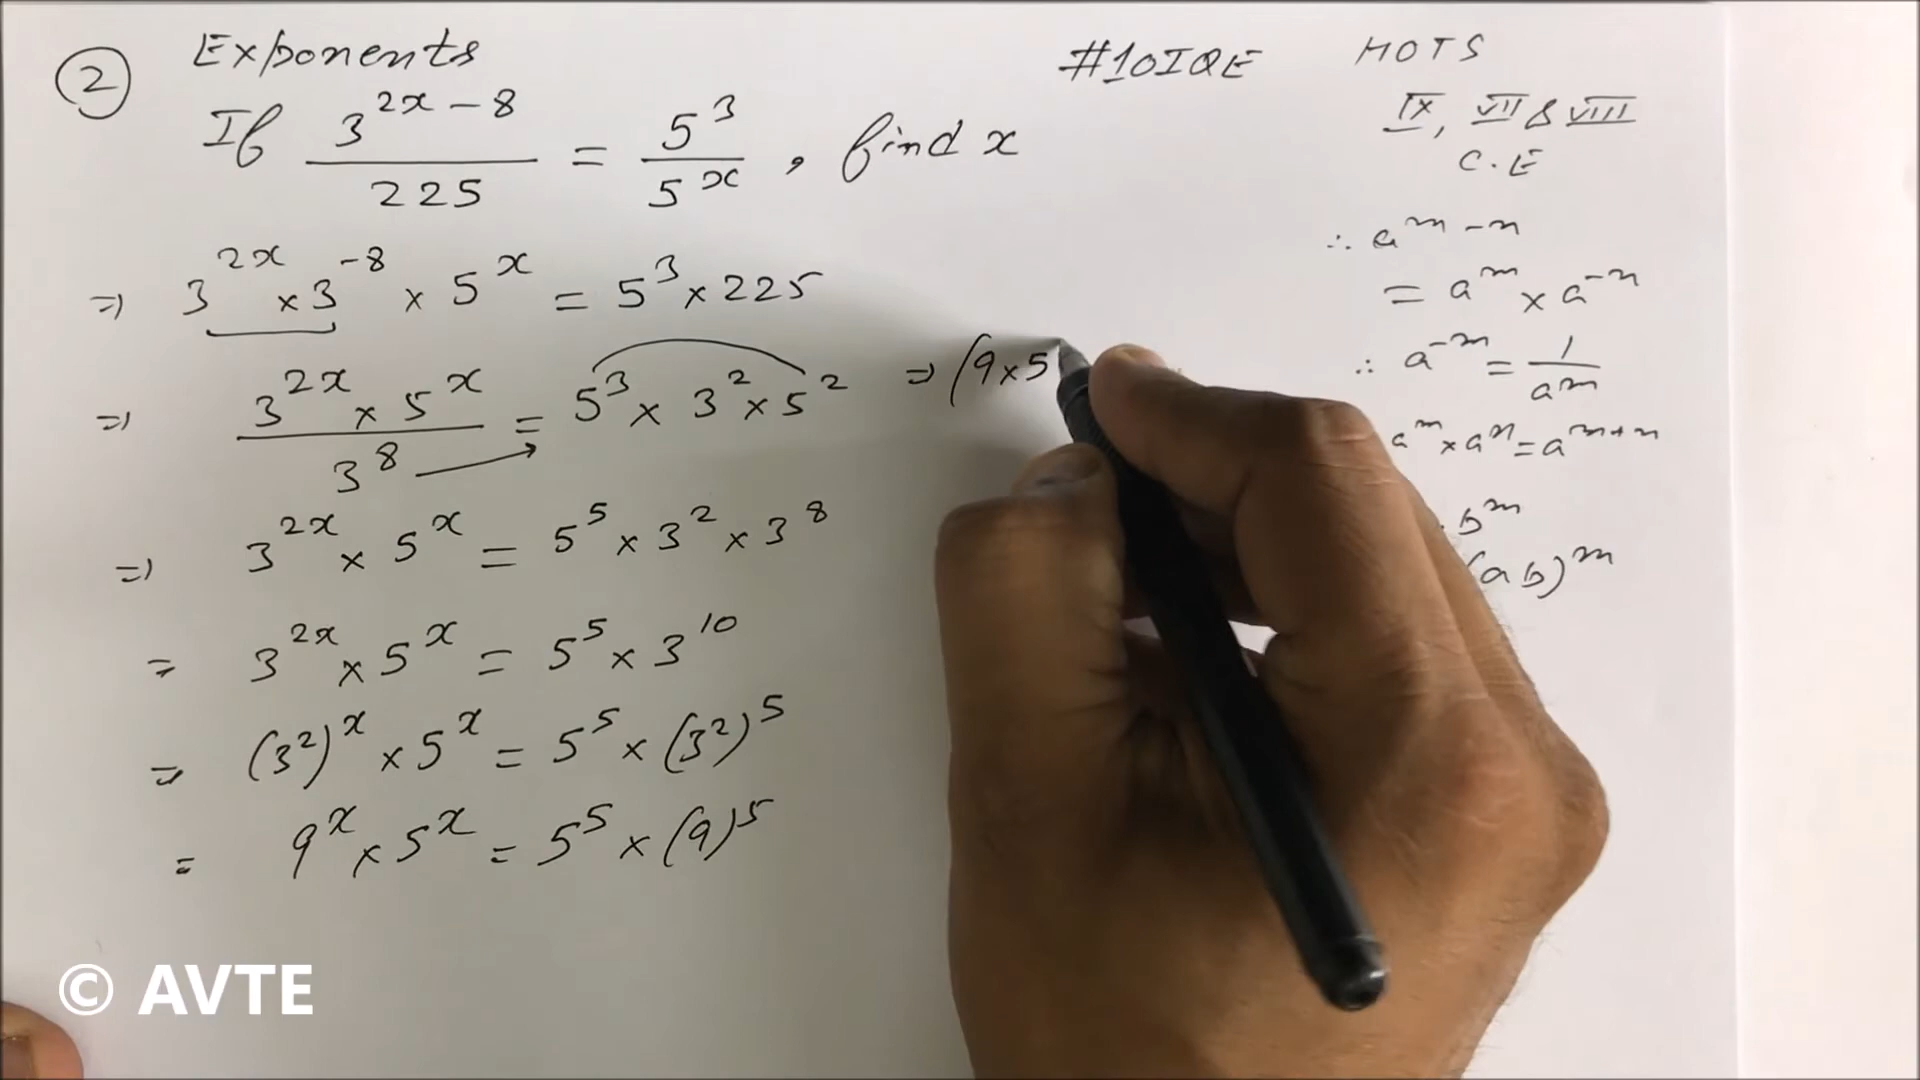 ② Exponents
If 3^(2x-8) / 225 = 5^3 / 5^x , find x
⇒ 3^(2x) × 3^(-8) × 5^x = 5^3 × 225
⇒ (3^(2x) × 5^x) / 3^8 = 5^3 × 3^2 × 5^2
⇒ 3^(2x) × 5^x = 5^5 × 3^2 × 3^8
= 3^(2x) × 5^x = 5^5 × 3^10
= (3^2)^x × 5^x = 5^5 × (3^2)^5
= 9^x × 5^x = 5^5 × (9)^5
⇒ (9×5
#10IQE
HOTS
IX, VII & VIII
C.E
∴ a^(m-n)
= a^m × a^(-n)
∴ a^(-m) = 1 / a^m
a^m × a^n = a^(m+n)
b^m
(ab)^m
© AVTE